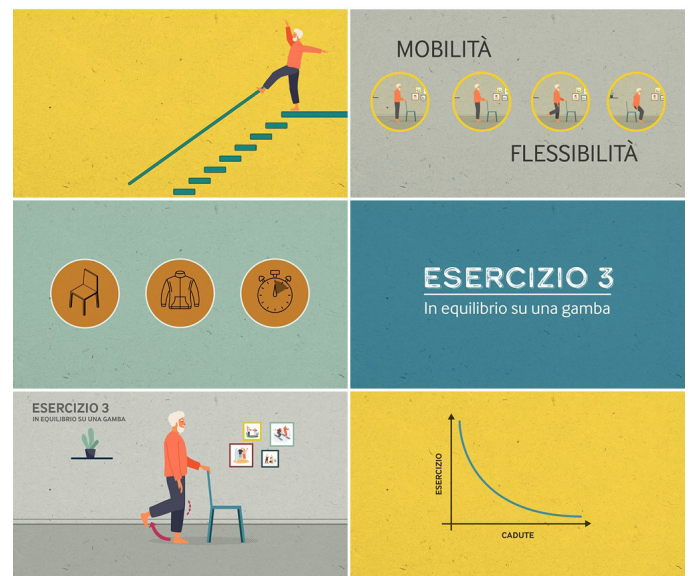 MOBILITÀ
FLESSIBILITÀ
ESERCIZIO 3
In equilibrio su una gamba
ESERCIZIO 3
IN EQUILIBRIO SU UNA GAMBA
ESERCIZIO
CADUTE